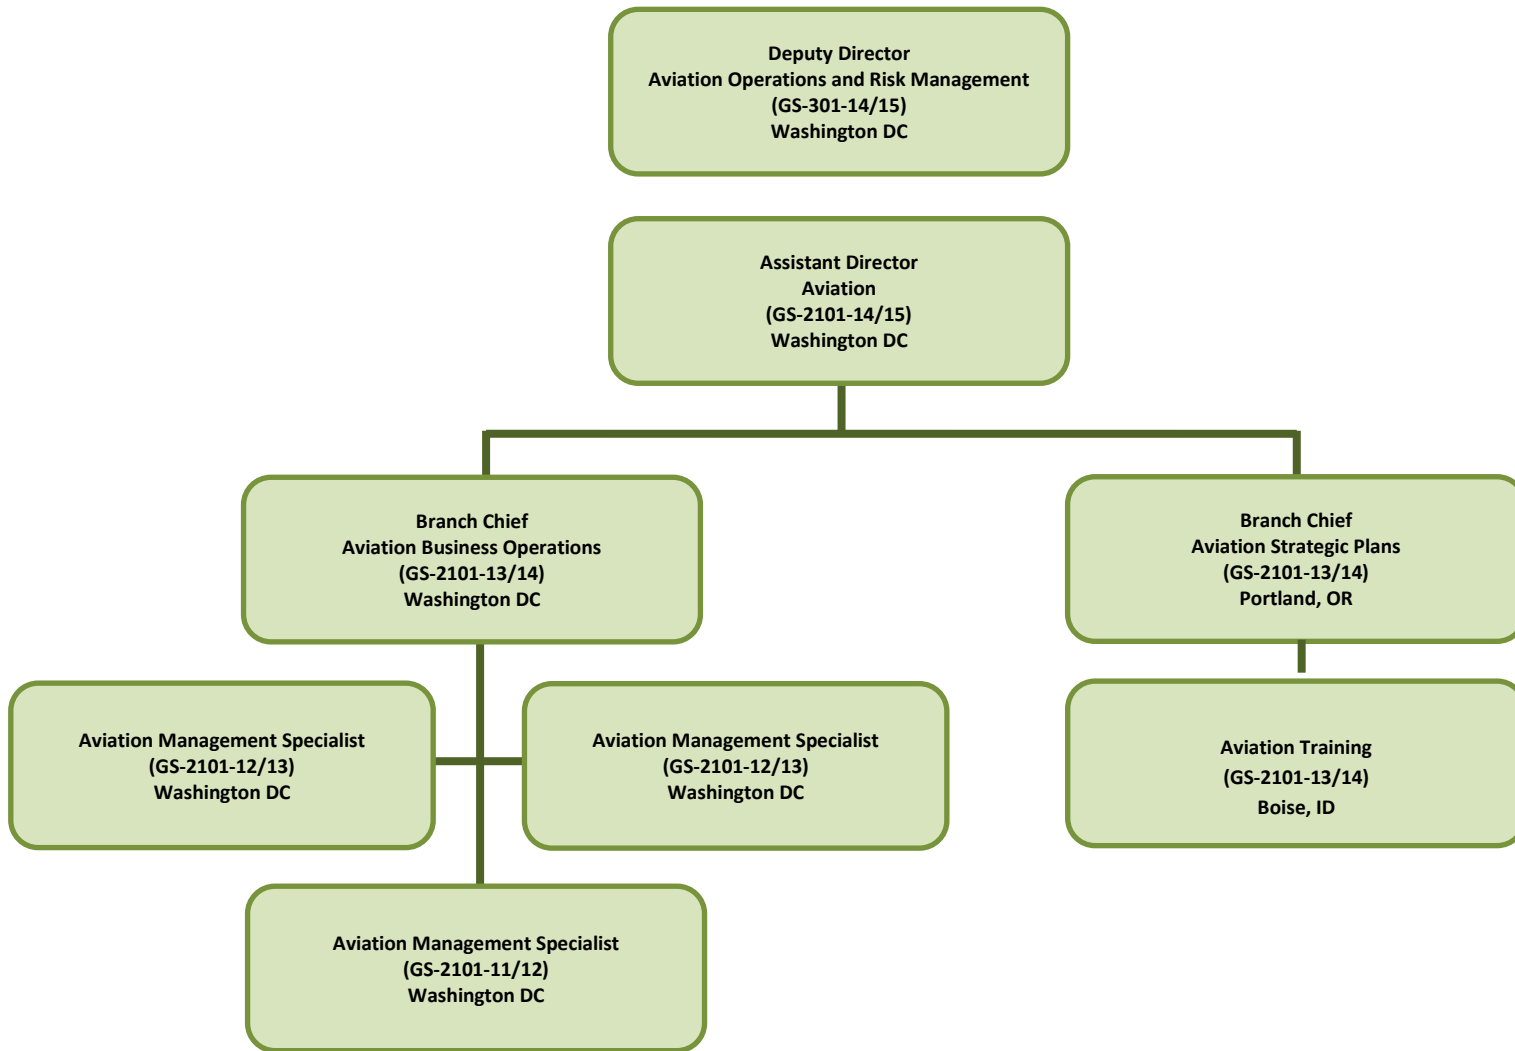 Deputy Director
Aviation Operations and Risk Management
(GS-301-14/15)
Washington DC
Assistant Director
Aviation
(GS-2101-14/15)
Washington DC
Branch Chief
Aviation Business Operations
(GS-2101-13/14)
Washington DC
Branch Chief
Aviation Strategic Plans
(GS-2101-13/14)
Portland, OR
Aviation Management Specialist
(GS-2101-12/13)
Washington DC
Aviation Management Specialist
(GS-2101-12/13)
Washington DC
Aviation Training
(GS-2101-13/14)
Boise, ID
Aviation Management Specialist
(GS-2101-11/12)
Washington DC